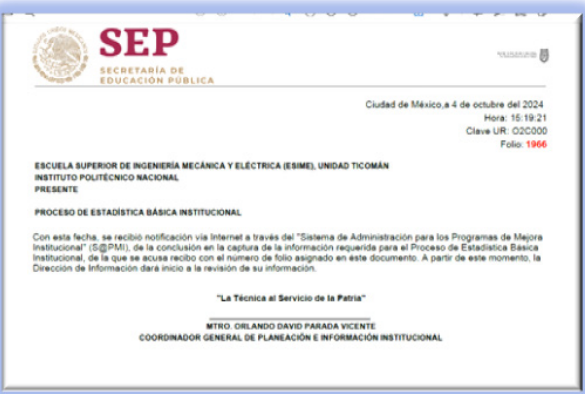 SEP
SECRETARÍA DE
EDUCACIÓN PÚBLICA
Ciudad de México,a 4 de octubre del 2024
Hora: 15:19:21
Clave UR: O2C000
Folio: 1966
ESCUELA SUPERIOR DE INGENIERÍA MECÁNICA Y ELÉCTRICA (ESIME), UNIDAD TICOMÁN
INSTITUTO POLITÉCNICO NACIONAL
PRESENTE
PROCESO DE ESTADÍSTICA BÁSICA INSTITUCIONAL
Con esta fecha, se recibió notificación vía Internet a través del "Sistema de Administración para los Programas de Mejora
Institucional" (S@PMI), de la conclusión en la captura de la información requerida para el Proceso de Estadística Básica
Institucional, de la que se acusa recibo con el número de folio asignado en éste documento. A partir de este momento, la
Dirección de Información dará inicio a la revisión de su información.
"La Técnica al Servicio de la Patria"
MTRO. ORLANDO DAVID PARADA VICENTE
COORDINADOR GENERAL DE PLANEACIÓN E INFORMACIÓN INSTITUCIONAL